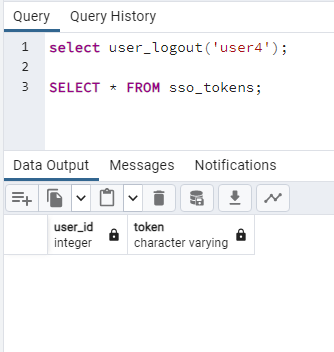 Query Query History
1 select user_logout('user4');
2
3 SELECT * FROM sso_tokens;
Data Output Messages Notifications
user_id token
integer character varying